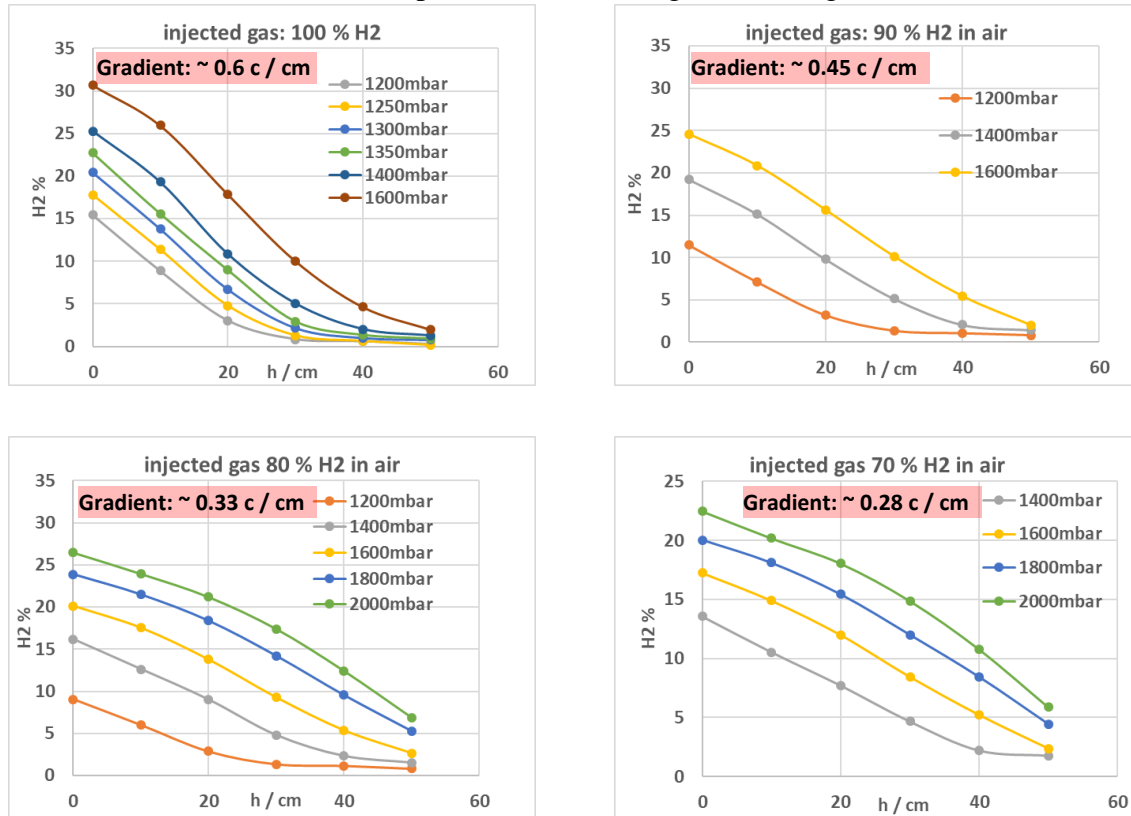 injected gas: 100 % H2
Gradient: ~ 0.6 c / cm
35
30
25
20
15
10
5
0
H2 %
0
20
40
60
h / cm
1200mbar
1250mbar
1300mbar
1350mbar
1400mbar
1600mbar
injected gas: 90 % H2 in air
Gradient: ~ 0.45 c / cm
35
30
25
20
15
10
5
0
H2 %
0
20
40
60
h / cm
1200mbar
1400mbar
1600mbar
injected gas 80 % H2 in air
Gradient: ~ 0.33 c / cm
35
30
25
20
15
10
5
0
H2 %
0
20
40
60
h / cm
1200mbar
1400mbar
1600mbar
1800mbar
2000mbar
injected gas 70 % H2 in air
Gradient: ~ 0.28 c / cm
25
20
15
10
5
0
H2 %
0
20
40
60
h / cm
1400mbar
1600mbar
1800mbar
2000mbar